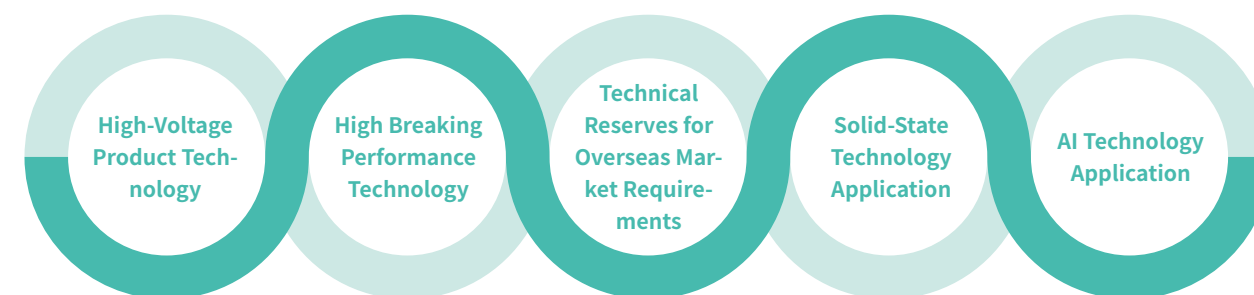 High-Voltage
Product Tech-
nology
High Breaking
Performance
Technology
Technical
Reserves for
Overseas Mar-
ket Require-
ments
Solid-State
Technology
Application
AI Technology
Application